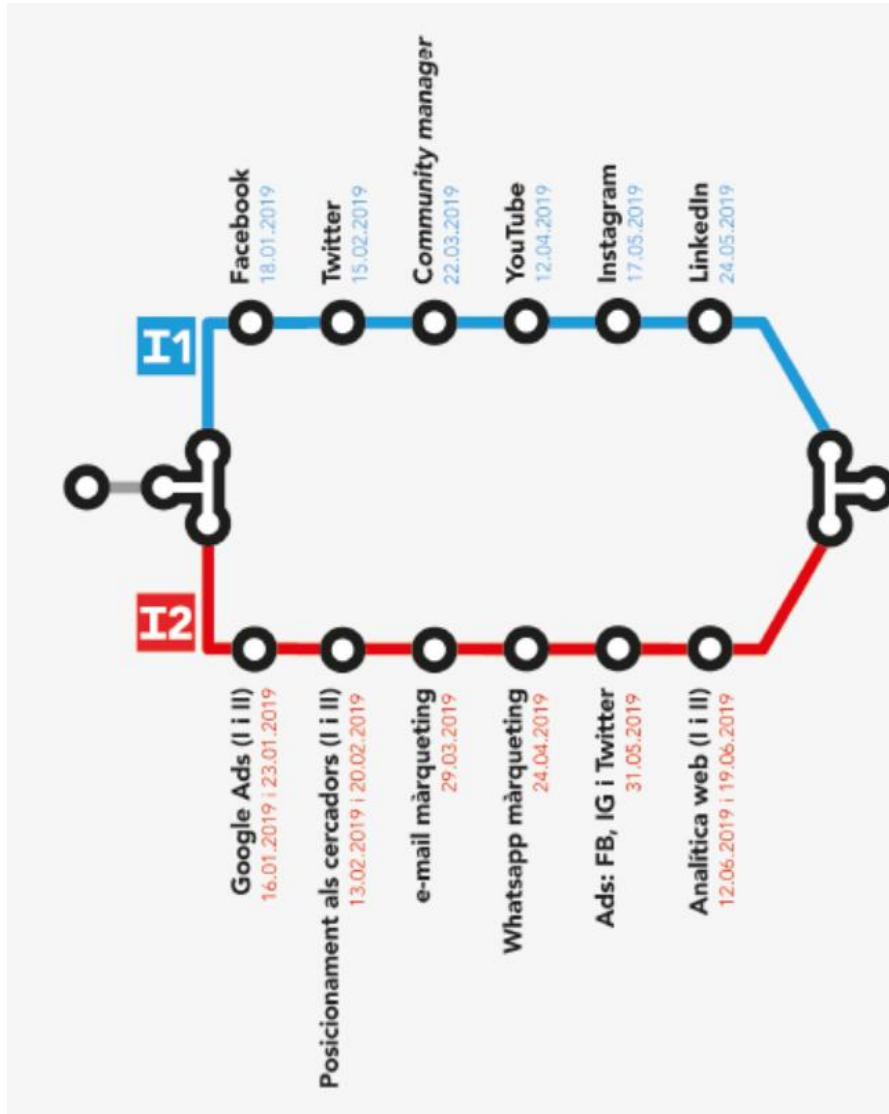 I1
Facebook
18.01.2019
Twitter
15.02.2019
Community manager
22.03.2019
YouTube
12.04.2019
Instagram
17.05.2019
LinkedIn
24.05.2019
I2
Google Ads (I i II)
16.01.2019 i 23.01.2019
Posicionament als cercadors (I i II)
13.02.2019 i 20.02.2019
e-mail màrqueting
29.03.2019
Whatsapp màrqueting
24.04.2019
Ads: FB, IG i Twitter
31.05.2019
Analítica web (I i II)
12.06.2019 i 19.06.2019